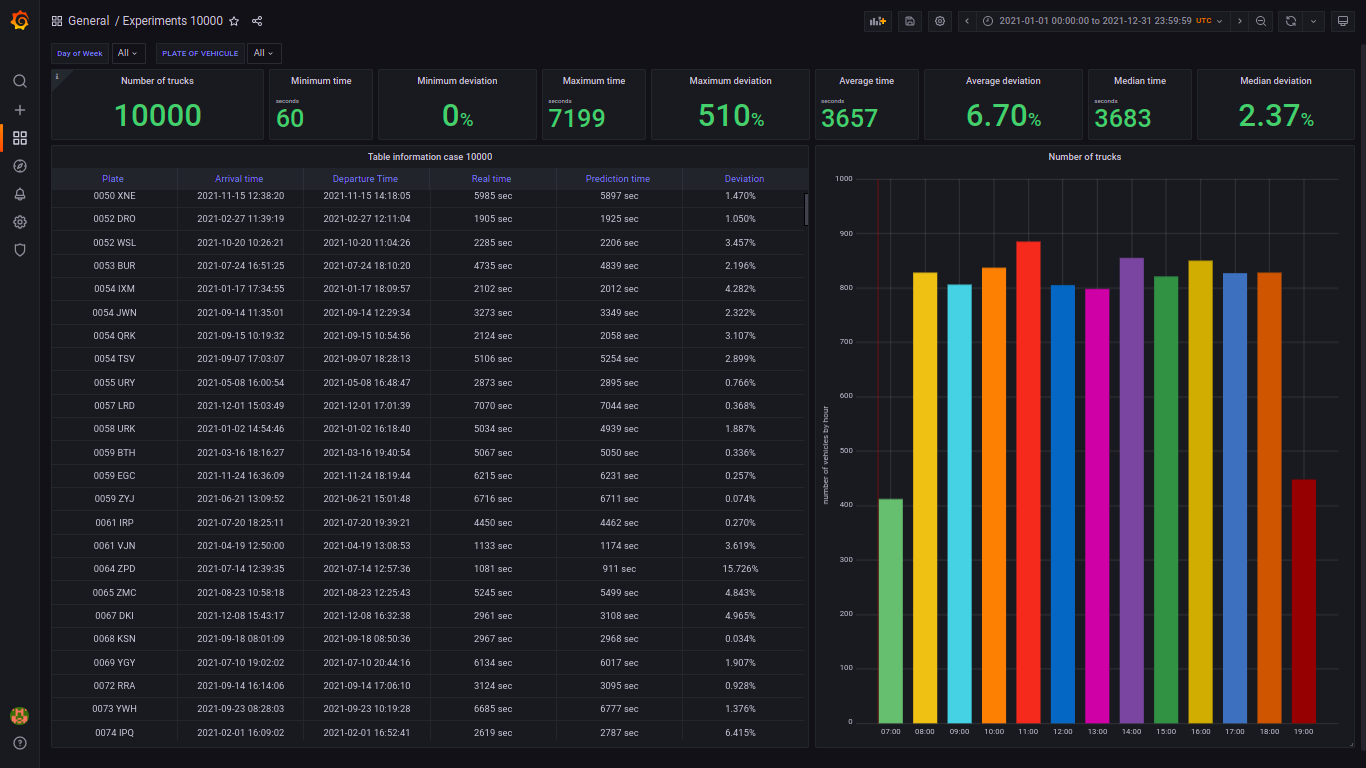 General / Experiments 10000
2021-01-01 00:00:00 to 2021-12-31 23:59:59 UTC
Day of Week All PLATE OF VEHICULE All
i
Number of trucks
10000
Minimum time
seconds
60
Minimum deviation
0%
Maximum time
seconds
7199
Maximum deviation
510%
Average time
seconds
3657
Average deviation
6.70%
Median time
seconds
3683
Median deviation
2.37%
Table information case 10000
Plate Arrival time Departure Time Real time Prediction time Deviation
0050 XNE 2021-11-15 12:38:20 2021-11-15 14:18:05 5985 sec 5897 sec 1.470%
0052 DRO 2021-02-27 11:39:19 2021-02-27 12:11:04 1905 sec 1925 sec 1.050%
0052 WSL 2021-10-20 10:26:21 2021-10-20 11:04:26 2285 sec 2206 sec 3.457%
0053 BUR 2021-07-24 16:51:25 2021-07-24 18:10:20 4735 sec 4839 sec 2.196%
0054 IXM 2021-01-17 17:34:55 2021-01-17 18:09:57 2102 sec 2012 sec 4.282%
0054 JWN 2021-09-14 11:35:01 2021-09-14 12:29:34 3273 sec 3349 sec 2.322%
0054 QRK 2021-09-15 10:19:32 2021-09-15 10:54:56 2124 sec 2058 sec 3.107%
0054 TSV 2021-09-07 17:03:07 2021-09-07 18:28:13 5106 sec 5254 sec 2.899%
0055 URY 2021-05-08 16:00:54 2021-05-08 16:48:47 2873 sec 2895 sec 0.766%
0057 LRD 2021-12-01 15:03:49 2021-12-01 17:01:39 7070 sec 7044 sec 0.368%
0058 URK 2021-01-02 14:54:46 2021-01-02 16:18:40 5034 sec 4939 sec 1.887%
0059 BTH 2021-03-16 18:16:27 2021-03-16 19:40:54 5067 sec 5050 sec 0.336%
0059 EGC 2021-11-24 16:36:09 2021-11-24 18:19:44 6215 sec 6231 sec 0.257%
0059 ZYJ 2021-06-21 13:09:52 2021-06-21 15:01:48 6716 sec 6711 sec 0.074%
0061 IRP 2021-07-20 18:25:11 2021-07-20 19:39:21 4450 sec 4462 sec 0.270%
0061 VJN 2021-04-19 12:50:00 2021-04-19 13:08:53 1133 sec 1174 sec 3.619%
0064 ZPD 2021-07-14 12:39:35 2021-07-14 12:57:36 1081 sec 911 sec 15.726%
0065 ZMC 2021-08-23 10:58:18 2021-08-23 12:25:43 5245 sec 5499 sec 4.843%
0067 DKI 2021-12-08 15:43:17 2021-12-08 16:32:38 2961 sec 3108 sec 4.965%
0068 KSN 2021-09-18 08:01:09 2021-09-18 08:50:36 2967 sec 2968 sec 0.034%
0069 YGY 2021-07-10 19:02:02 2021-07-10 20:44:16 6134 sec 6017 sec 1.907%
0072 RRA 2021-09-14 16:14:06 2021-09-14 17:06:10 3124 sec 3095 sec 0.928%
0073 YWH 2021-09-23 08:28:03 2021-09-23 10:19:28 6685 sec 6777 sec 1.376%
0074 IPQ 2021-02-01 16:09:02 2021-02-01 16:52:41 2619 sec 2787 sec 6.415%
Number of trucks
number of vehicles by hour
1000
900
800
700
600
500
400
300
200
100
0
07:00 08:00 09:00 10:00 11:00 12:00 13:00 14:00 15:00 16:00 17:00 18:00 19:00